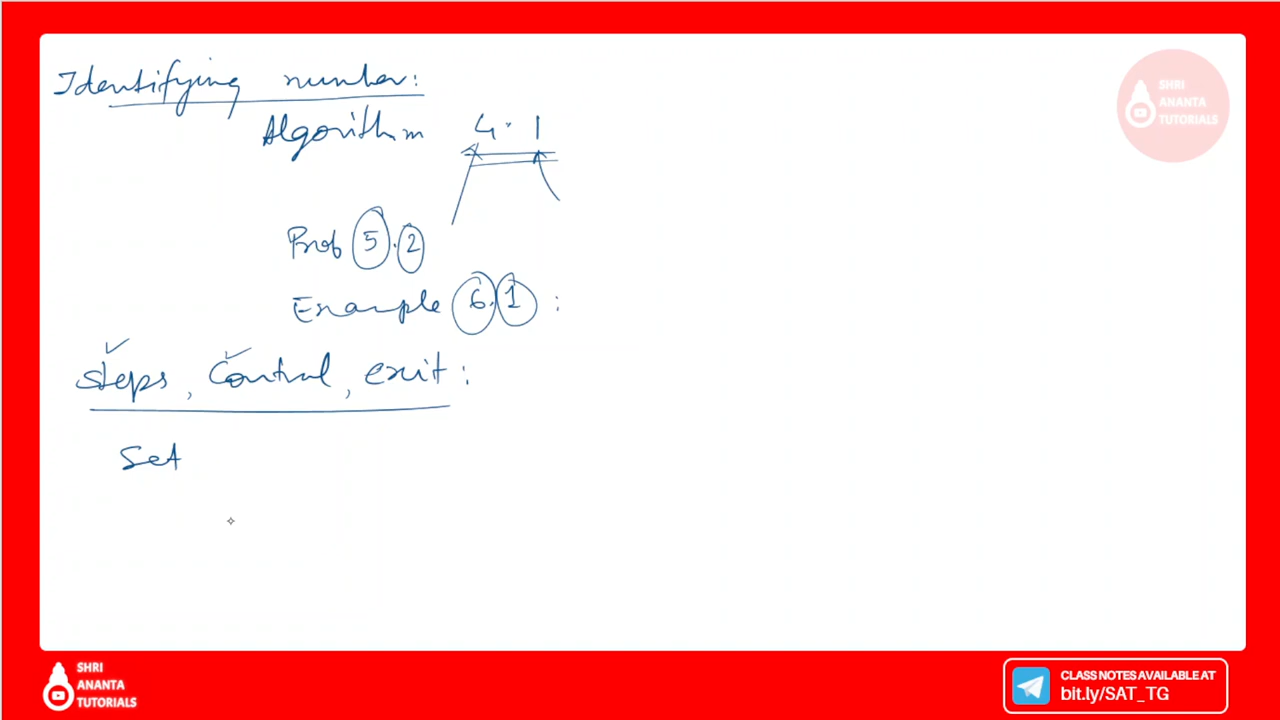 Identifying number:
Algorithm 4.1
Prob 5.2
Example 6.1 :
Steps, Control, exit :
Set
SHRI
ANANTA
TUTORIALS
SHRI
ANANTA
TUTORIALS
CLASS NOTES AVAILABLE AT
bit.ly/SAT_TG